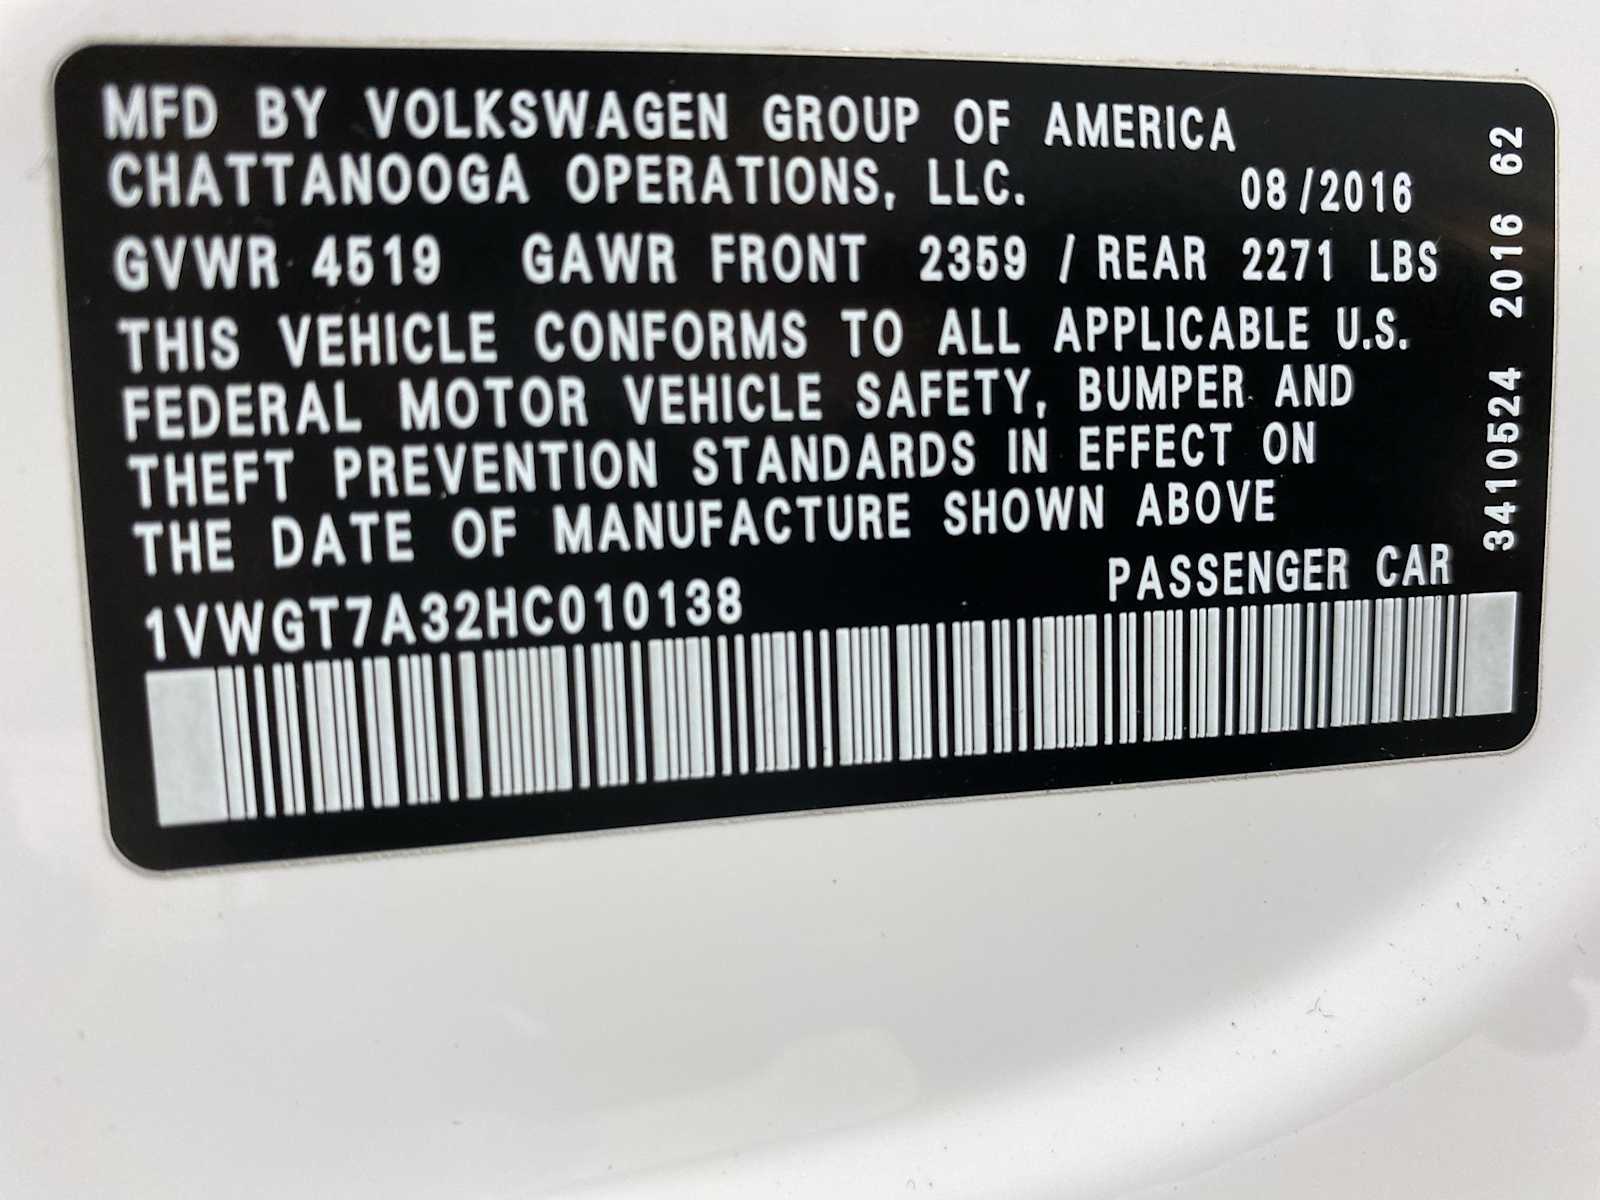 MFD BY VOLKSWAGEN GROUP OF AMERICA
CHATTANOOGA OPERATIONS, LLC. 08/2016
GVWR 4519 GAWR FRONT 2359 / REAR 2271 LBS
THIS VEHICLE CONFORMS TO ALL APPLICABLE U.S.
FEDERAL MOTOR VEHICLE SAFETY, BUMPER AND
THEFT PREVENTION STANDARDS IN EFFECT ON
THE DATE OF MANUFACTURE SHOWN ABOVE
PASSENGER CAR
1VWGT7A32HC010138
3410524 2016 62